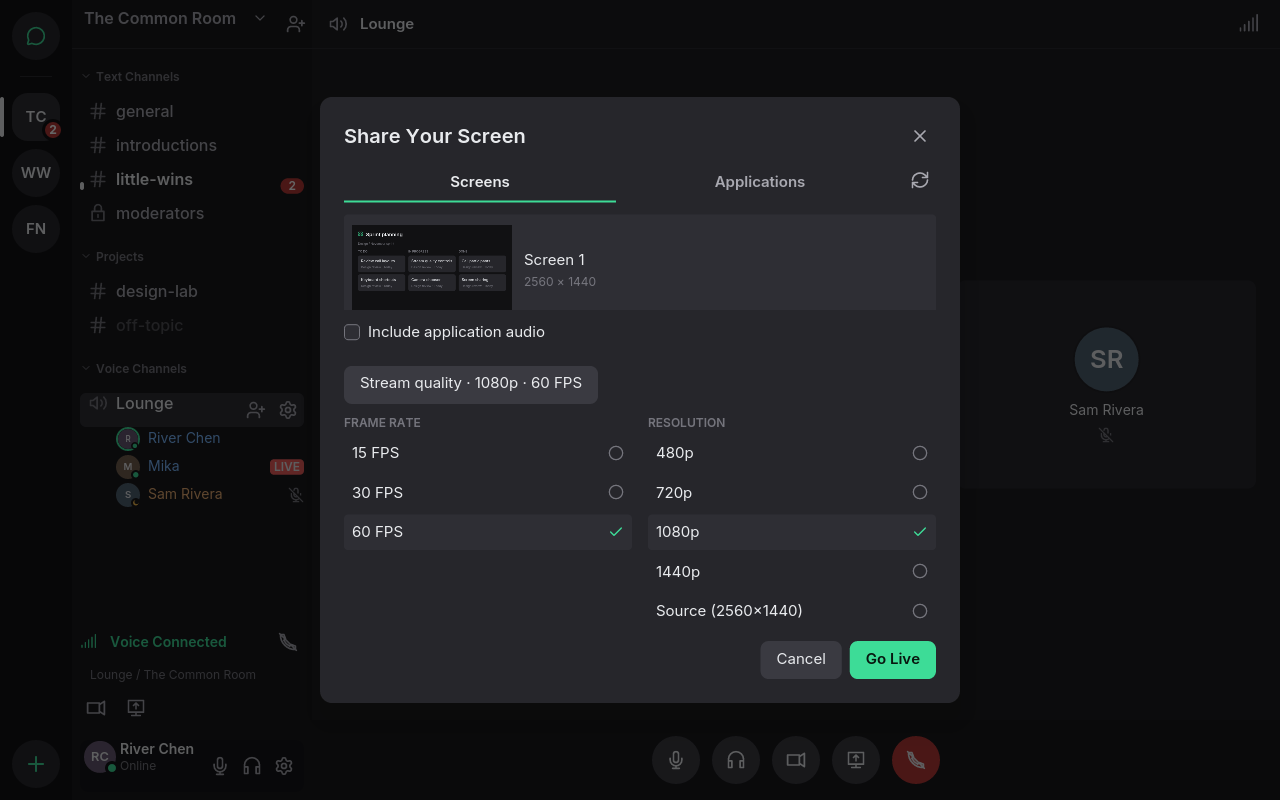 The Common Room
Lounge
TC
2
WW
FN
Text Channels
general
introductions
little-wins
2
moderators
Projects
design-lab
off-topic
Voice Channels
Lounge
R
River Chen
M
Mika
LIVE
S
Sam Rivera
Voice Connected
Lounge / The Common Room
RC
River Chen
Online
Share Your Screen
Screens
Applications
Sprint planning
Screen 1
2560 × 1440
Include application audio
Stream quality · 1080p · 60 FPS
FRAME RATE
15 FPS
30 FPS
60 FPS
RESOLUTION
480p
720p
1080p
1440p
Source (2560×1440)
Cancel
Go Live
SR
Sam Rivera